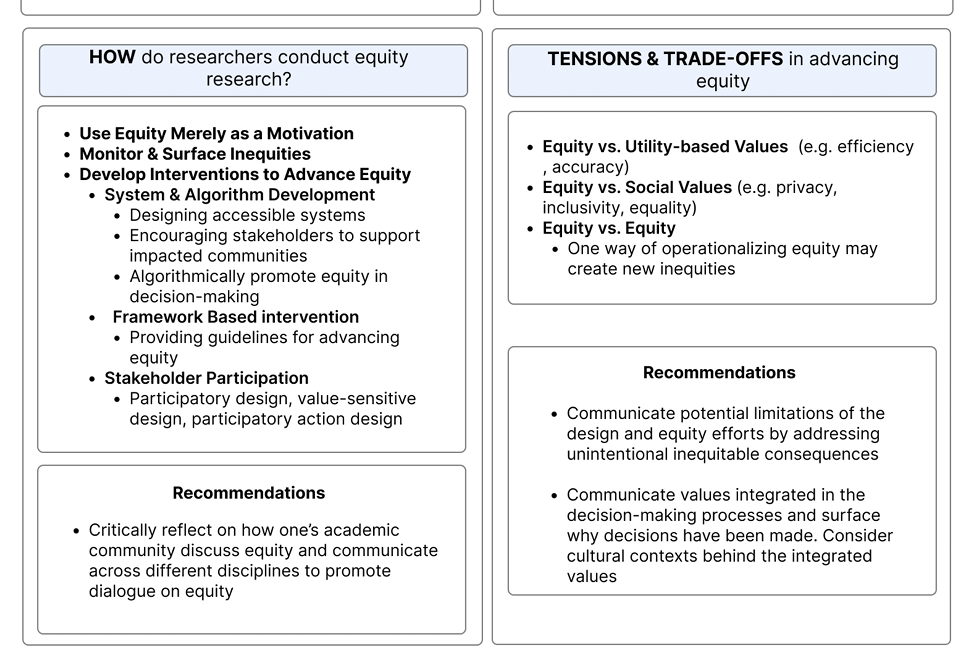 HOW do researchers conduct equity
research?
• Use Equity Merely as a Motivation
• Monitor & Surface Inequities
• Develop Interventions to Advance Equity
• System & Algorithm Development
• Designing accessible systems
• Encouraging stakeholders to support
impacted communities
• Algorithmically promote equity in
decision-making
• Framework Based intervention
• Providing guidelines for advancing
equity
• Stakeholder Participation
• Participatory design, value-sensitive
design, participatory action design
Recommendations
• Critically reflect on how one’s academic
community discuss equity and communicate
across different disciplines to promote
dialogue on equity
TENSIONS & TRADE-OFFS in advancing
equity
• Equity vs. Utility-based Values (e.g. efficiency
, accuracy)
• Equity vs. Social Values (e.g. privacy,
inclusivity, equality)
• Equity vs. Equity
• One way of operationalizing equity may
create new inequities
Recommendations
• Communicate potential limitations of the
design and equity efforts by addressing
unintentional inequitable consequences
• Communicate values integrated in the
decision-making processes and surface
why decisions have been made. Consider
cultural contexts behind the integrated
values